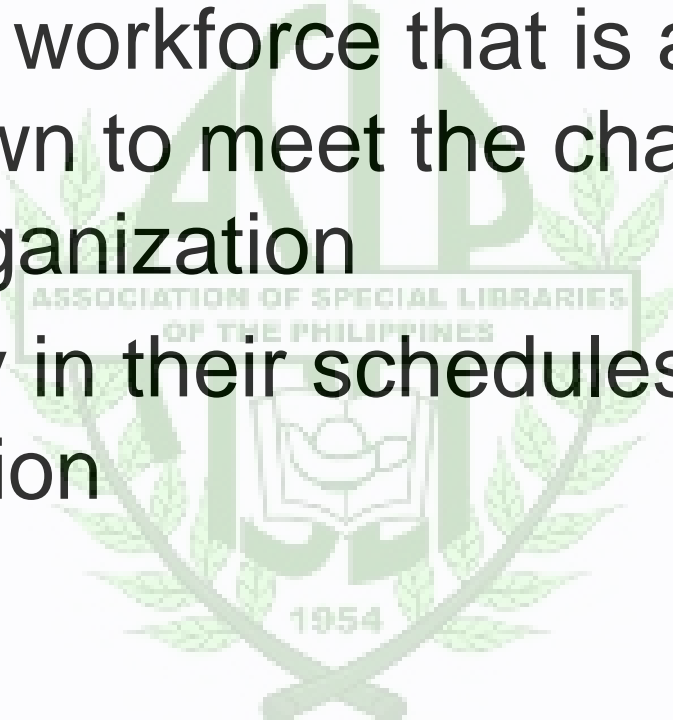 workforce that is a
wn to meet the cha
ganization
ASSOCIATION OF SPECIAL LIBRARIES
OF THE PHILIPPINES
y in their schedules
ion
1954